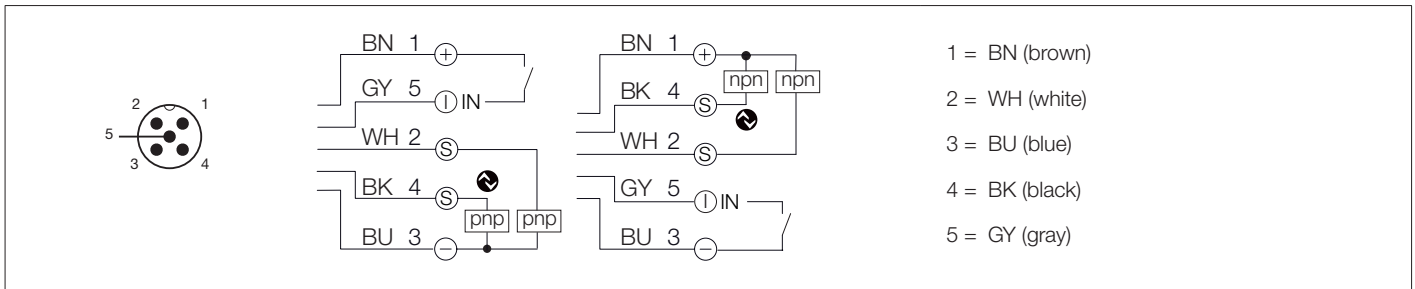 2 1
5
3 4
BN 1 +
GY 5 I IN
WH 2 S
BK 4 S
pnp pnp
BU 3 −
BN 1 +
npn npn
BK 4 S
WH 2 S
GY 5 I IN
BU 3 −
1 = BN (brown)
2 = WH (white)
3 = BU (blue)
4 = BK (black)
5 = GY (gray)